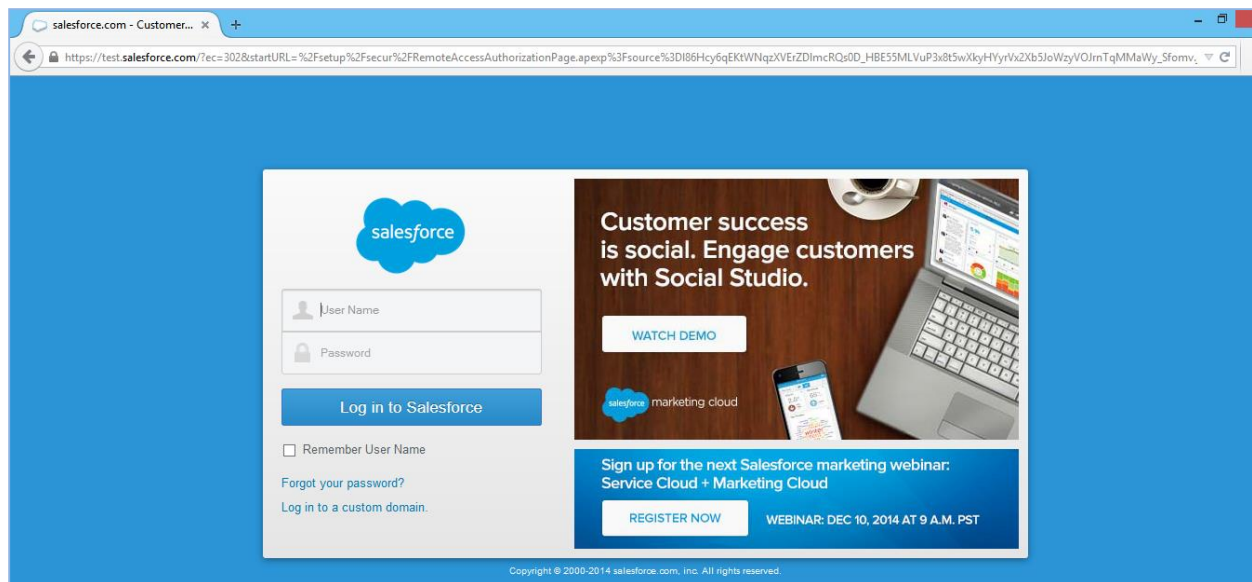 salesforce.com - Customer...
https://test.salesforce.com/?ec=302&startURL=%2Fsetup%2Fsecur%2FRemoteAccessAuthorizationPage.apexp%3Fsource%3DI86Hcy6qEKtWNqzXVErZDImcRQs0D_HBE55MLVuP3x8t5wXkyHYyrVx2Xb5JoWzyVOJrnTqMMaWy_Sfomv.
salesforce
User Name
Password
Log in to Salesforce
Remember User Name
Forgot your password?
Log in to a custom domain.
Customer success
is social. Engage customers
with Social Studio.
WATCH DEMO
salesforce marketing cloud
Sign up for the next Salesforce marketing webinar:
Service Cloud + Marketing Cloud
REGISTER NOW
WEBINAR: DEC 10, 2014 AT 9 A.M. PST
Copyright © 2000-2014 salesforce.com, inc. All rights reserved.